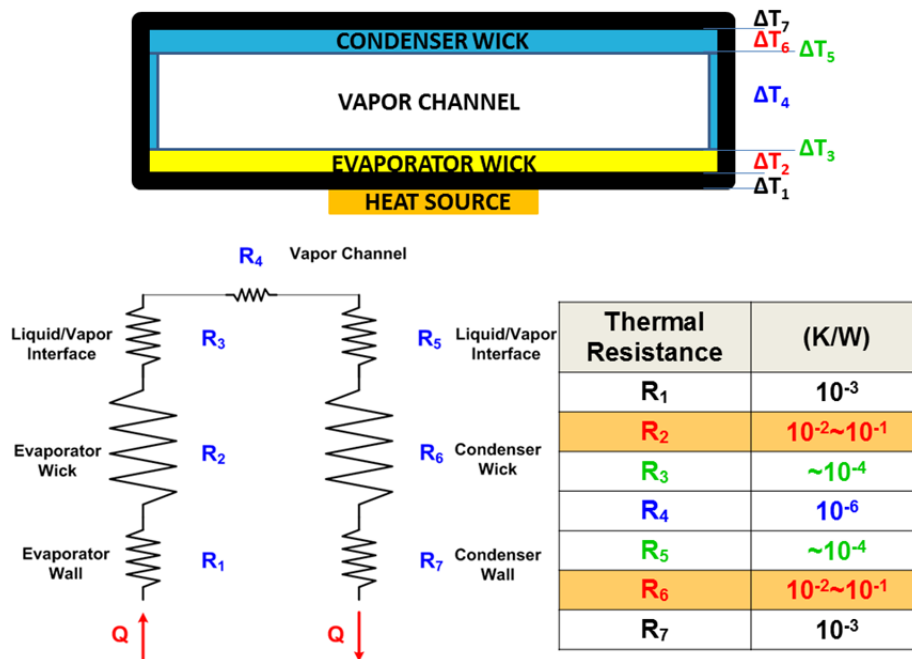 CONDENSER WICK
VAPOR CHANNEL
EVAPORATOR WICK
HEAT SOURCE
ΔT₇
ΔT₆
ΔT₅
ΔT₄
ΔT₃
ΔT₂
ΔT₁
R₄ Vapor Channel
Liquid/Vapor
Interface
R₃
R₅
Liquid/Vapor
Interface
Evaporator
Wick
R₂
R₆
Condenser
Wick
Evaporator
Wall
R₁
R₇
Condenser
Wall
Q
Q
Thermal
Resistance
(K/W)
R₁ 10⁻³
R₂ 10⁻²~10⁻¹
R₃ ~10⁻⁴
R₄ 10⁻⁶
R₅ ~10⁻⁴
R₆ 10⁻²~10⁻¹
R₇ 10⁻³